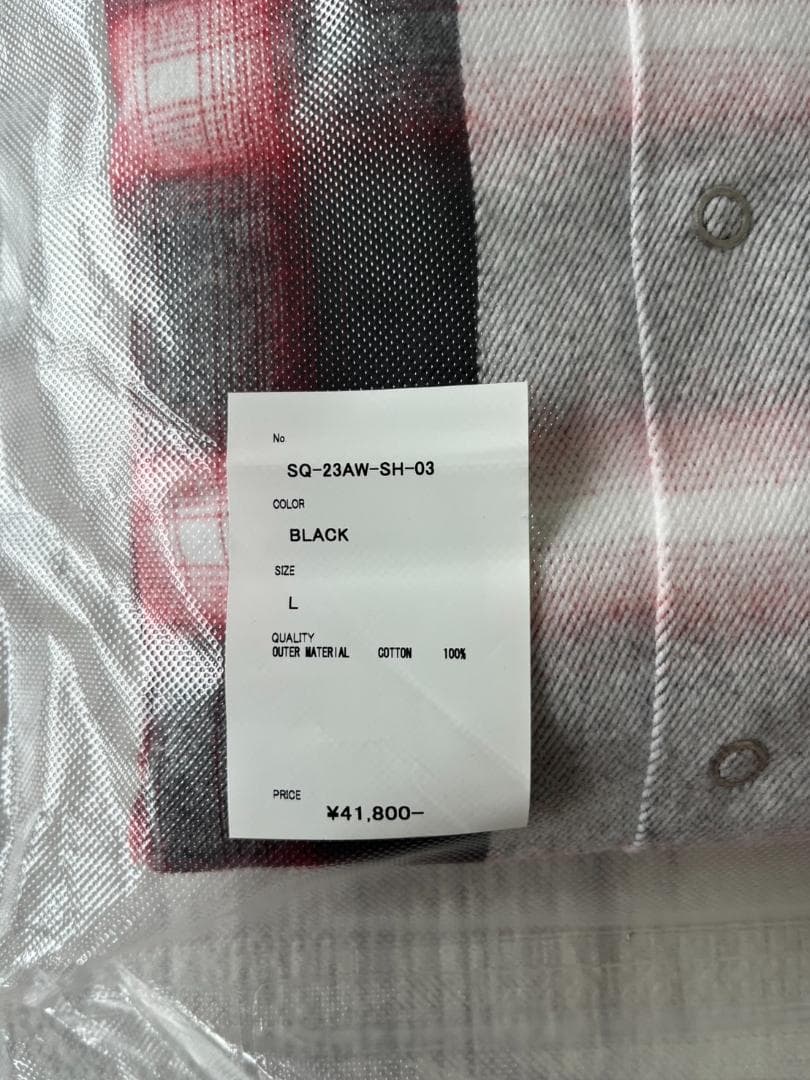 No
SQ-23AW-SH-03
COLOR
BLACK
SIZE
L
QUALITY
OUTER MATERIAL COTTON 100%
PRICE
¥41,800−